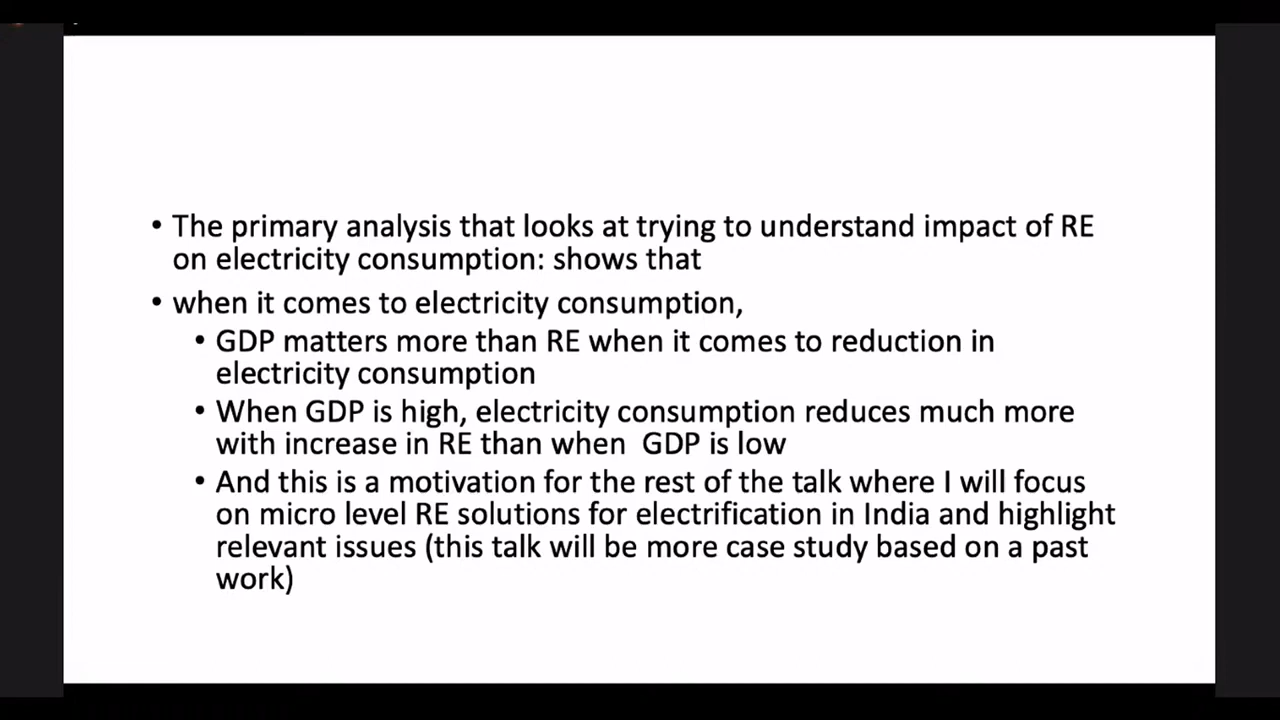 • The primary analysis that looks at trying to understand impact of RE
on electricity consumption: shows that
• when it comes to electricity consumption,
• GDP matters more than RE when it comes to reduction in
electricity consumption
• When GDP is high, electricity consumption reduces much more
with increase in RE than when  GDP is low
• And this is a motivation for the rest of the talk where I will focus
on micro level RE solutions for electrification in India and highlight
relevant issues (this talk will be more case study based on a past
work)